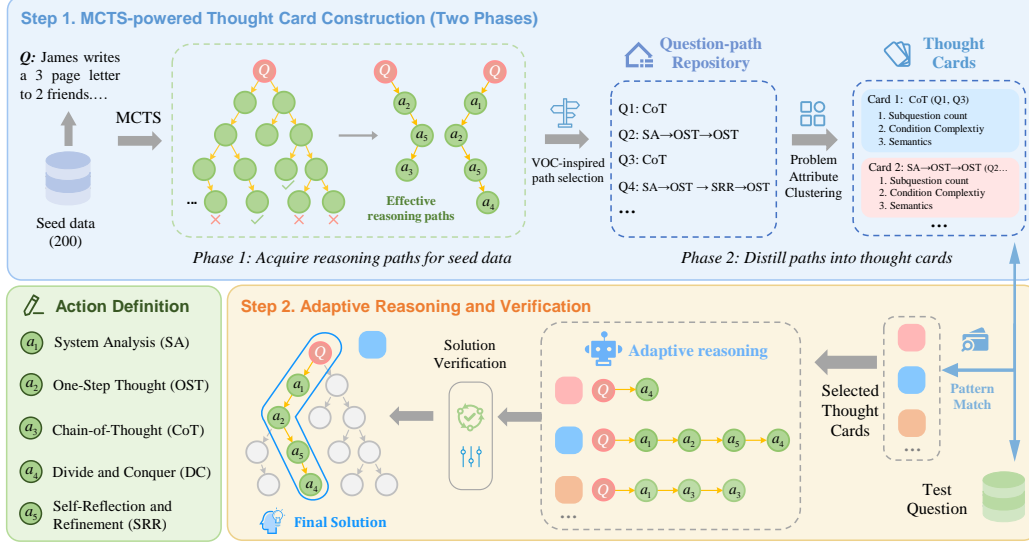 Step 1. MCTS-powered Thought Card Construction (Two Phases)
Q: James writes
a 3 page letter
to 2 friends.…
MCTS
Seed data
(200)
Q
...
Effective
reasoning paths
Q
a2
a5
a3
Q
a1
a2
a5
a4
Phase 1: Acquire reasoning paths for seed data
VOC-inspired
path selection
Question-path
Repository
Q1: CoT
Q2: SA→OST→OST
Q3: CoT
Q4: SA→OST → SRR→OST
...
Problem
Attribute
Clustering
Thought
Cards
Card 1: CoT (Q1, Q3)
1. Subquestion count
2. Condition Complextiy
3. Semantics
Card 2: SA→OST→OST (Q2...
1. Subquestion count
2. Condition Complextiy
3. Semantics
...
Phase 2: Distill paths into thought cards
Action Definition
a1 System Analysis (SA)
a2 One-Step Thought (OST)
a3 Chain-of-Thought (CoT)
a4 Divide and Conquer (DC)
a5 Self-Reflection and
Refinement (SRR)
Step 2. Adaptive Reasoning and Verification
Q
a1
a2
a5
a4
Final Solution
Solution
Verification
Adaptive reasoning
Q a4
Q a1 a2 a5 a4
Q a1 a3 a3
...
Selected
Thought
Cards
...
Pattern
Match
Test
Question